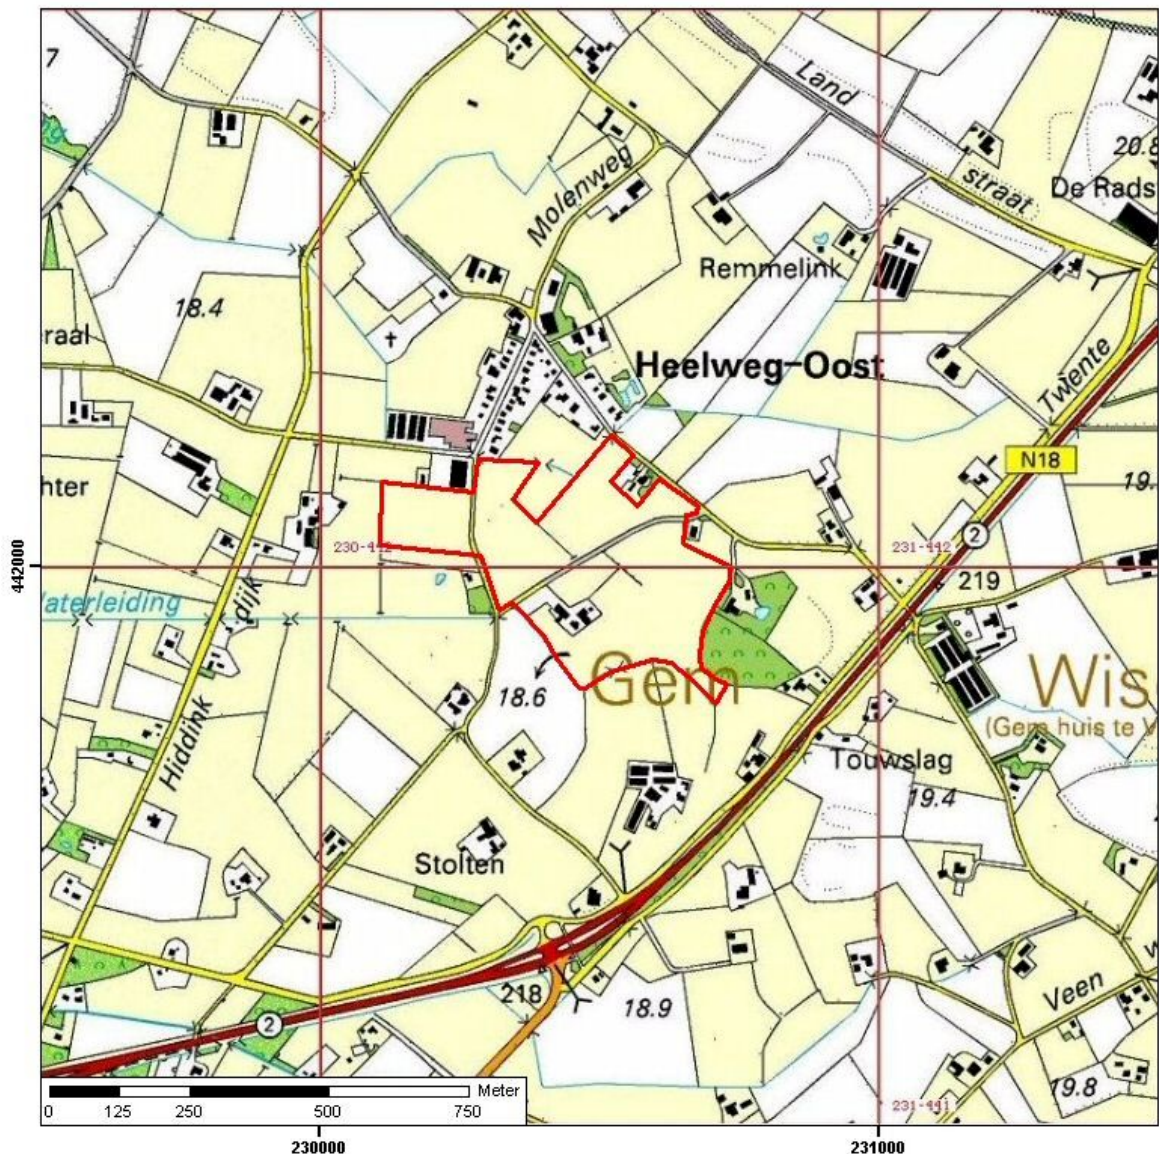 7
Land
20.8
Molenweg
straat
De Rads
Remmelink
18.4
eraal
Heelweg-Oost
Twente
N18
hter
19.
2
230-442
231-442
442000
219
Waterleiding
dijk
Gem
Wis
18.6
(Gem huis te V
Hiddink
Touwslag
19.4
Stolten
218
18.9
Veen
w
2
19.8
Meter
0 125 250 500 750
231-441
230000 231000